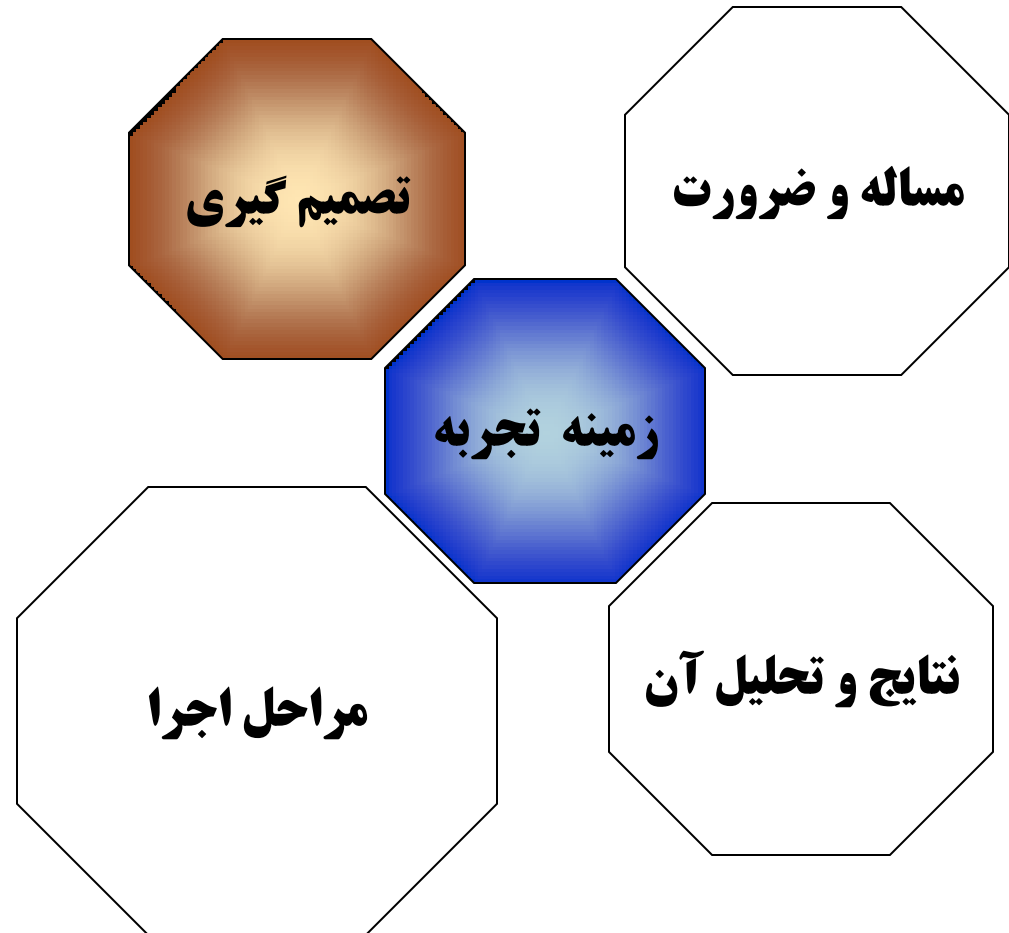 مساله و ضرورت
تصمیم گیری
زمینه تجربه
نتایج و تحلیل آن
مراحل اجرا